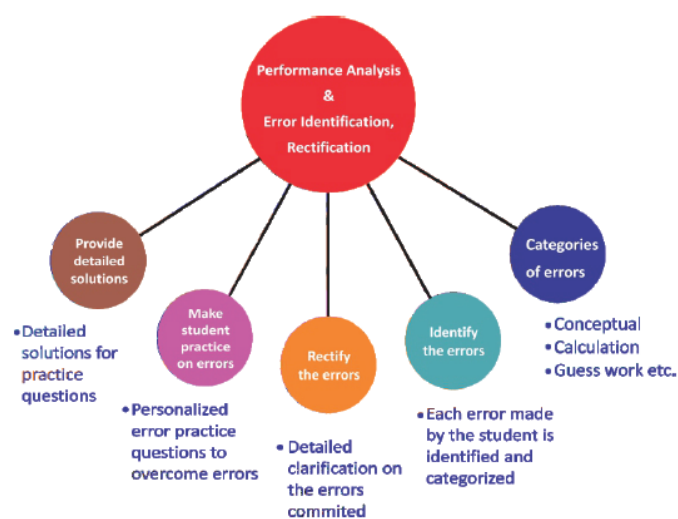 Performance Analysis
&
Error Identification,
Rectification
Provide
detailed
solutions
•Detailed
solutions for
practice
questions
Make
student
practice
on errors
•Personalized
error practice
questions to
overcome errors
Rectify
the errors
•Detailed
clarification on
the errors
commited
Identify
the errors
•Each error made
by the student is
identified and
categorized
Categories
of errors
•Conceptual
•Calculation
•Guess work etc.